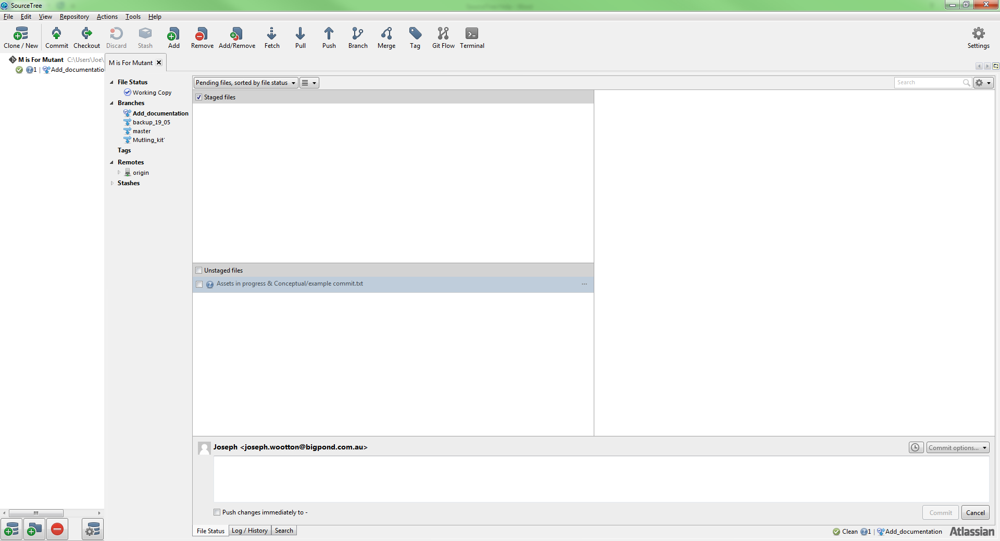 SourceTree
File Edit View Repository Actions Tools Help
Clone / New Commit Checkout Discard Stash Add Remove Add/Remove Fetch Pull Push Branch Merge Tag Git Flow Terminal Settings
M is For Mutant C:\Users\Joe\
1 | Add_documentatio
M is For Mutant
File Status
Working Copy
Branches
Add_documentation
backup_19_05
master
Mutling_kit'
Tags
Remotes
origin
Stashes
Pending files, sorted by file status
Search
Staged files
Unstaged files
Assets in progress & Conceptual/example commit.txt ...
Joseph <joseph.wootton@bigpond.com.au>
Commit options...
Push changes immediately to -
Commit Cancel
File Status Log / History Search
Clean 1 | Add_documentation Atlassian